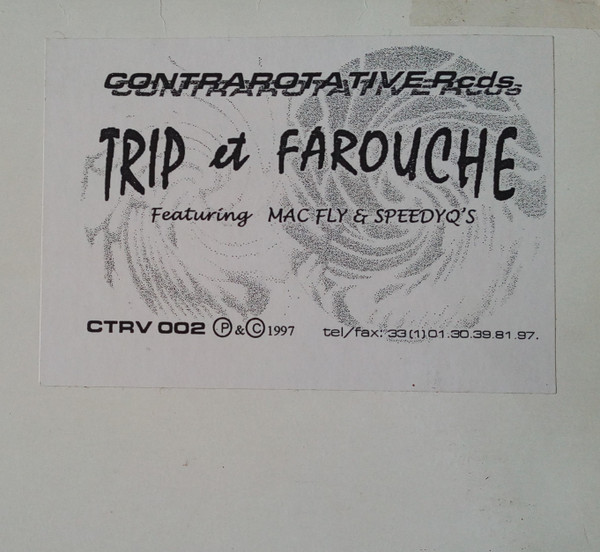 CONTRAROTATIVE Rcds.
TRIP et FAROUCHE
Featuring MAC FLY & SPEEDYQ'S
CTRV 002 Ⓟ & © 1997 tel/fax: 33(1)01.30.39.81.97.